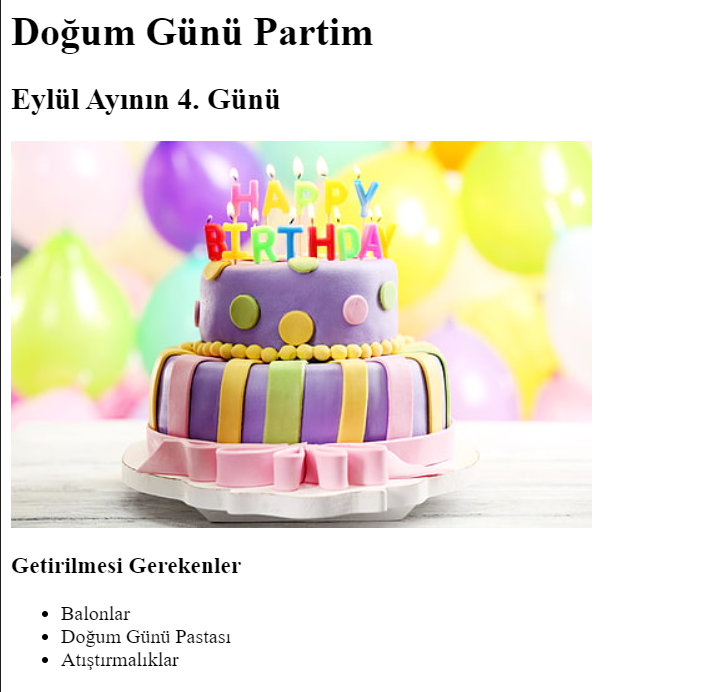 Doğum Günü Partim
Eylül Ayının 4. Günü
HAPPY
BIRTHDAY
Getirilmesi Gerekenler
Balonlar
Doğum Günü Pastası
Atıştırmalıklar